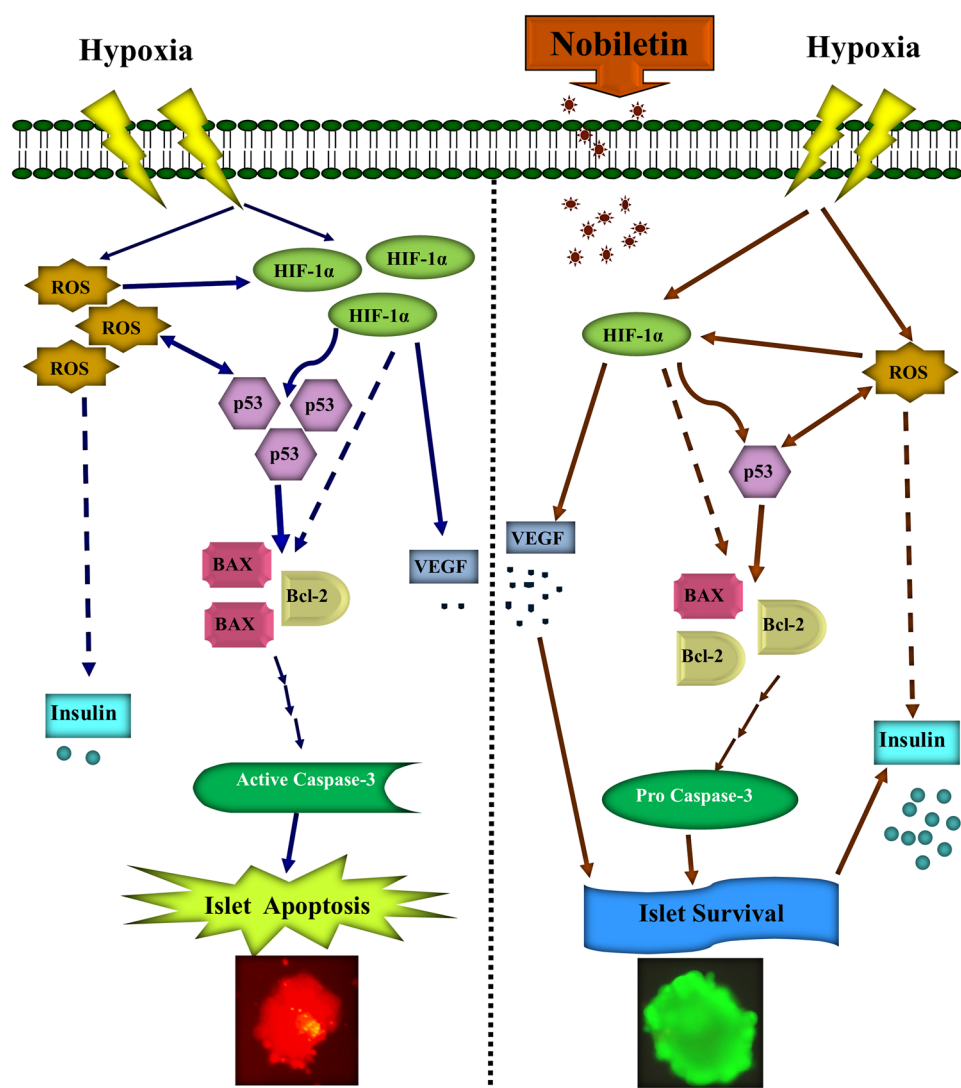 Hypoxia
ROS
ROS
ROS
HIF-1α
HIF-1α
HIF-1α
p53
p53
p53
BAX
BAX
Bcl-2
VEGF
Insulin
Active Caspase-3
Islet Apoptosis
Nobiletin
Hypoxia
HIF-1α
ROS
p53
VEGF
BAX
Bcl-2
Bcl-2
Insulin
Pro Caspase-3
Islet Survival